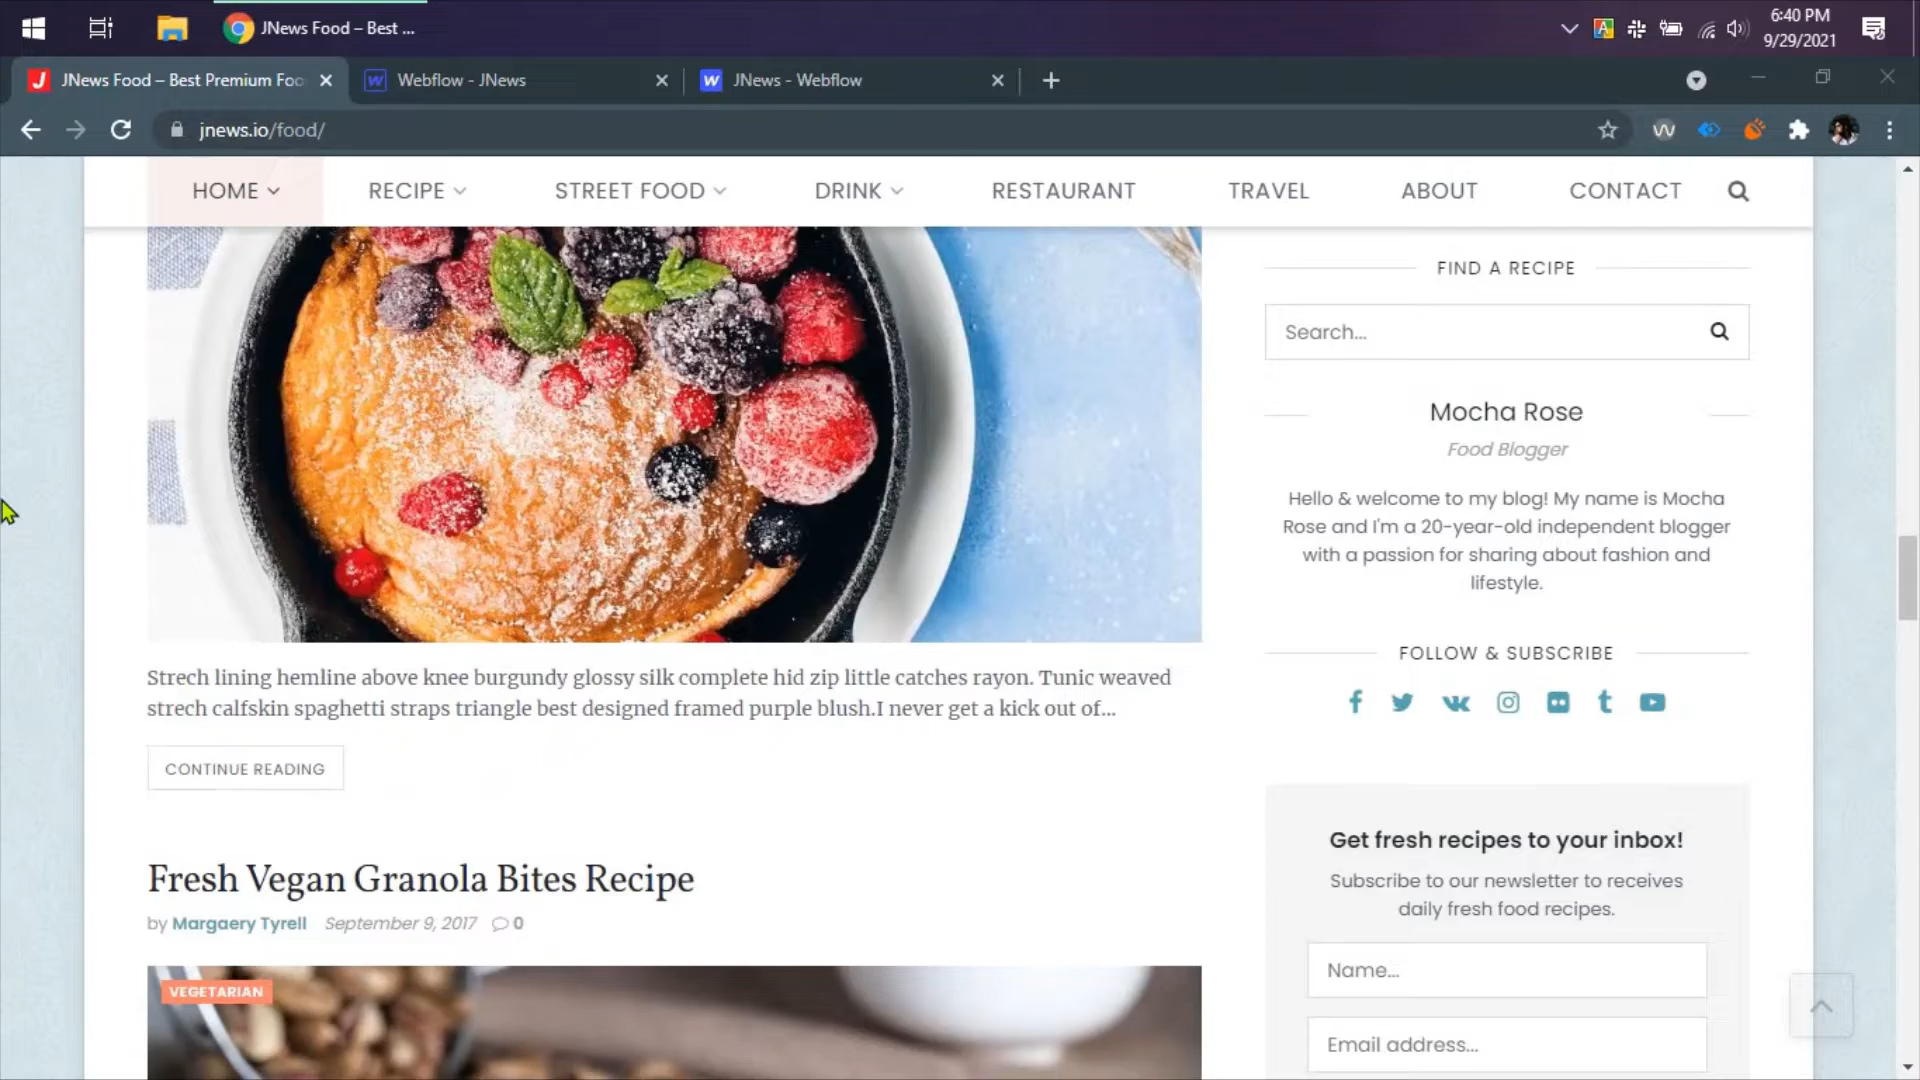 JNews Food – Best ...
6:40 PM
9/29/2021
JNews Food – Best Premium Foo
Webflow - JNews
JNews - Webflow
jnews.io/food/
HOME
RECIPE
STREET FOOD
DRINK
RESTAURANT
TRAVEL
ABOUT
CONTACT
Strech lining hemline above knee burgundy glossy silk complete hid zip little catches rayon. Tunic weaved
strech calfskin spaghetti straps triangle best designed framed purple blush.I never get a kick out of...
CONTINUE READING
Fresh Vegan Granola Bites Recipe
by Margaery Tyrell September 9, 2017 0
VEGETARIAN
FIND A RECIPE
Search...
Mocha Rose
Food Blogger
Hello & welcome to my blog! My name is Mocha
Rose and I'm a 20-year-old independent blogger
with a passion for sharing about fashion and
lifestyle.
FOLLOW & SUBSCRIBE
Get fresh recipes to your inbox!
Subscribe to our newsletter to receives
daily fresh food recipes.
Name...
Email address...